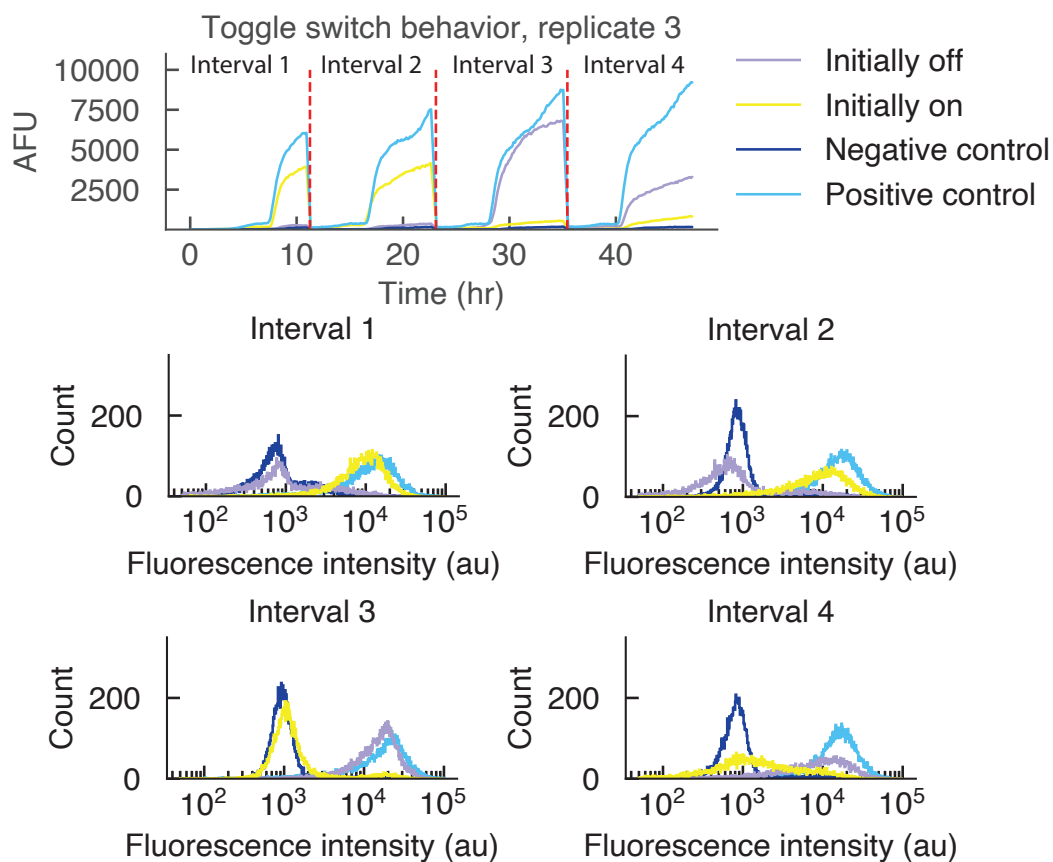 Toggle switch behavior, replicate 3
Interval 1 Interval 2 Interval 3 Interval 4
10000
7500
5000
2500
AFU
0 10 20 30 40
Time (hr)
Initially off
Initially on
Negative control
Positive control
Interval 1
Count
200
0
10² 10³ 10⁴ 10⁵
Fluorescence intensity (au)
Interval 2
Count
200
0
10² 10³ 10⁴ 10⁵
Fluorescence intensity (au)
Interval 3
Count
200
0
10² 10³ 10⁴ 10⁵
Fluorescence intensity (au)
Interval 4
Count
200
0
10² 10³ 10⁴ 10⁵
Fluorescence intensity (au)